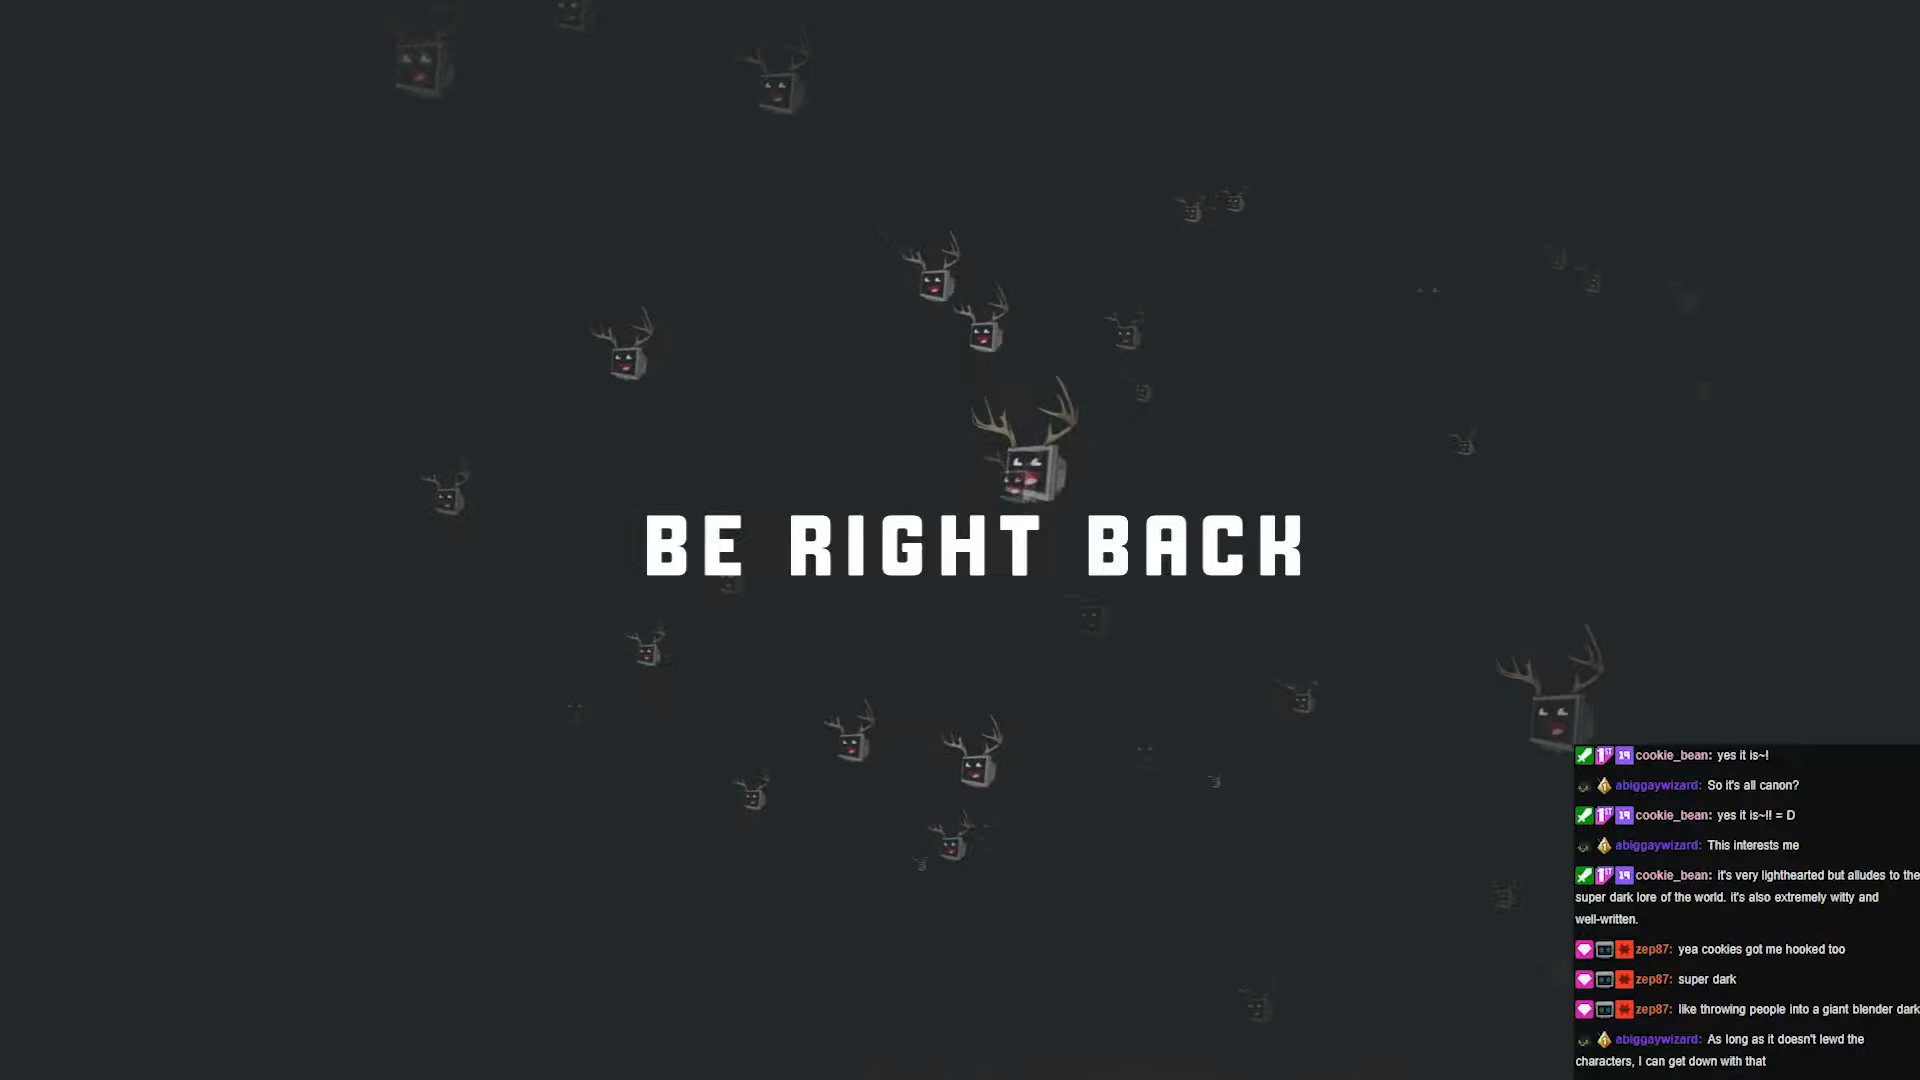 BE RIGHT BACK
cookie_bean: yes it is~!
abiggaywizard: So it's all canon?
cookie_bean: yes it is~!! = D
abiggaywizard: This interests me
cookie_bean: it's very lighthearted but alludes to the
super dark lore of the world. it's also extremely witty and
well-written.
zep87: yea cookies got me hooked too
zep87: super dark
zep87: like throwing people into a giant blender dark
abiggaywizard: As long as it doesn't lewd the
characters, I can get down with that